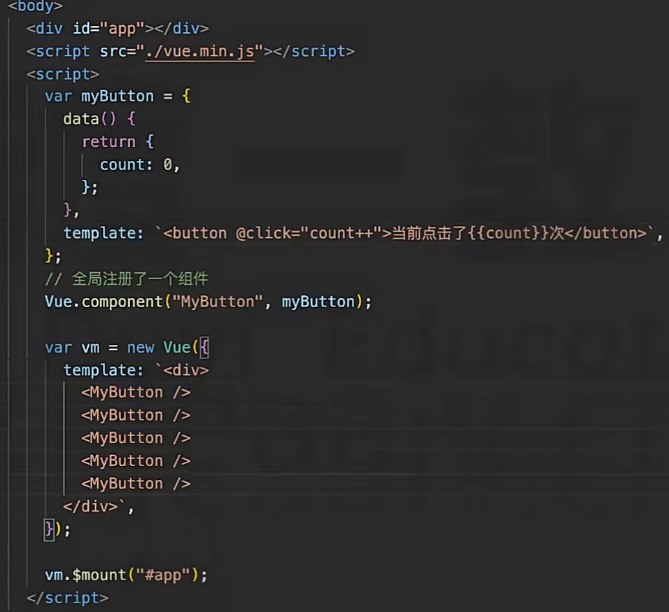 <body>
<div id="app"></div>
<script src="./vue.min.js"></script>
<script>
var myButton = {
data() {
return {
count: 0,
};
},
template: `<button @click="count++">当前点击了{{count}}次</button>`,
};
// 全局注册了一个组件
Vue.component("MyButton", myButton);
var vm = new Vue({
template: `<div>
<MyButton />
<MyButton />
<MyButton />
<MyButton />
<MyButton />
</div>`,
});
vm.$mount("#app");
</script>